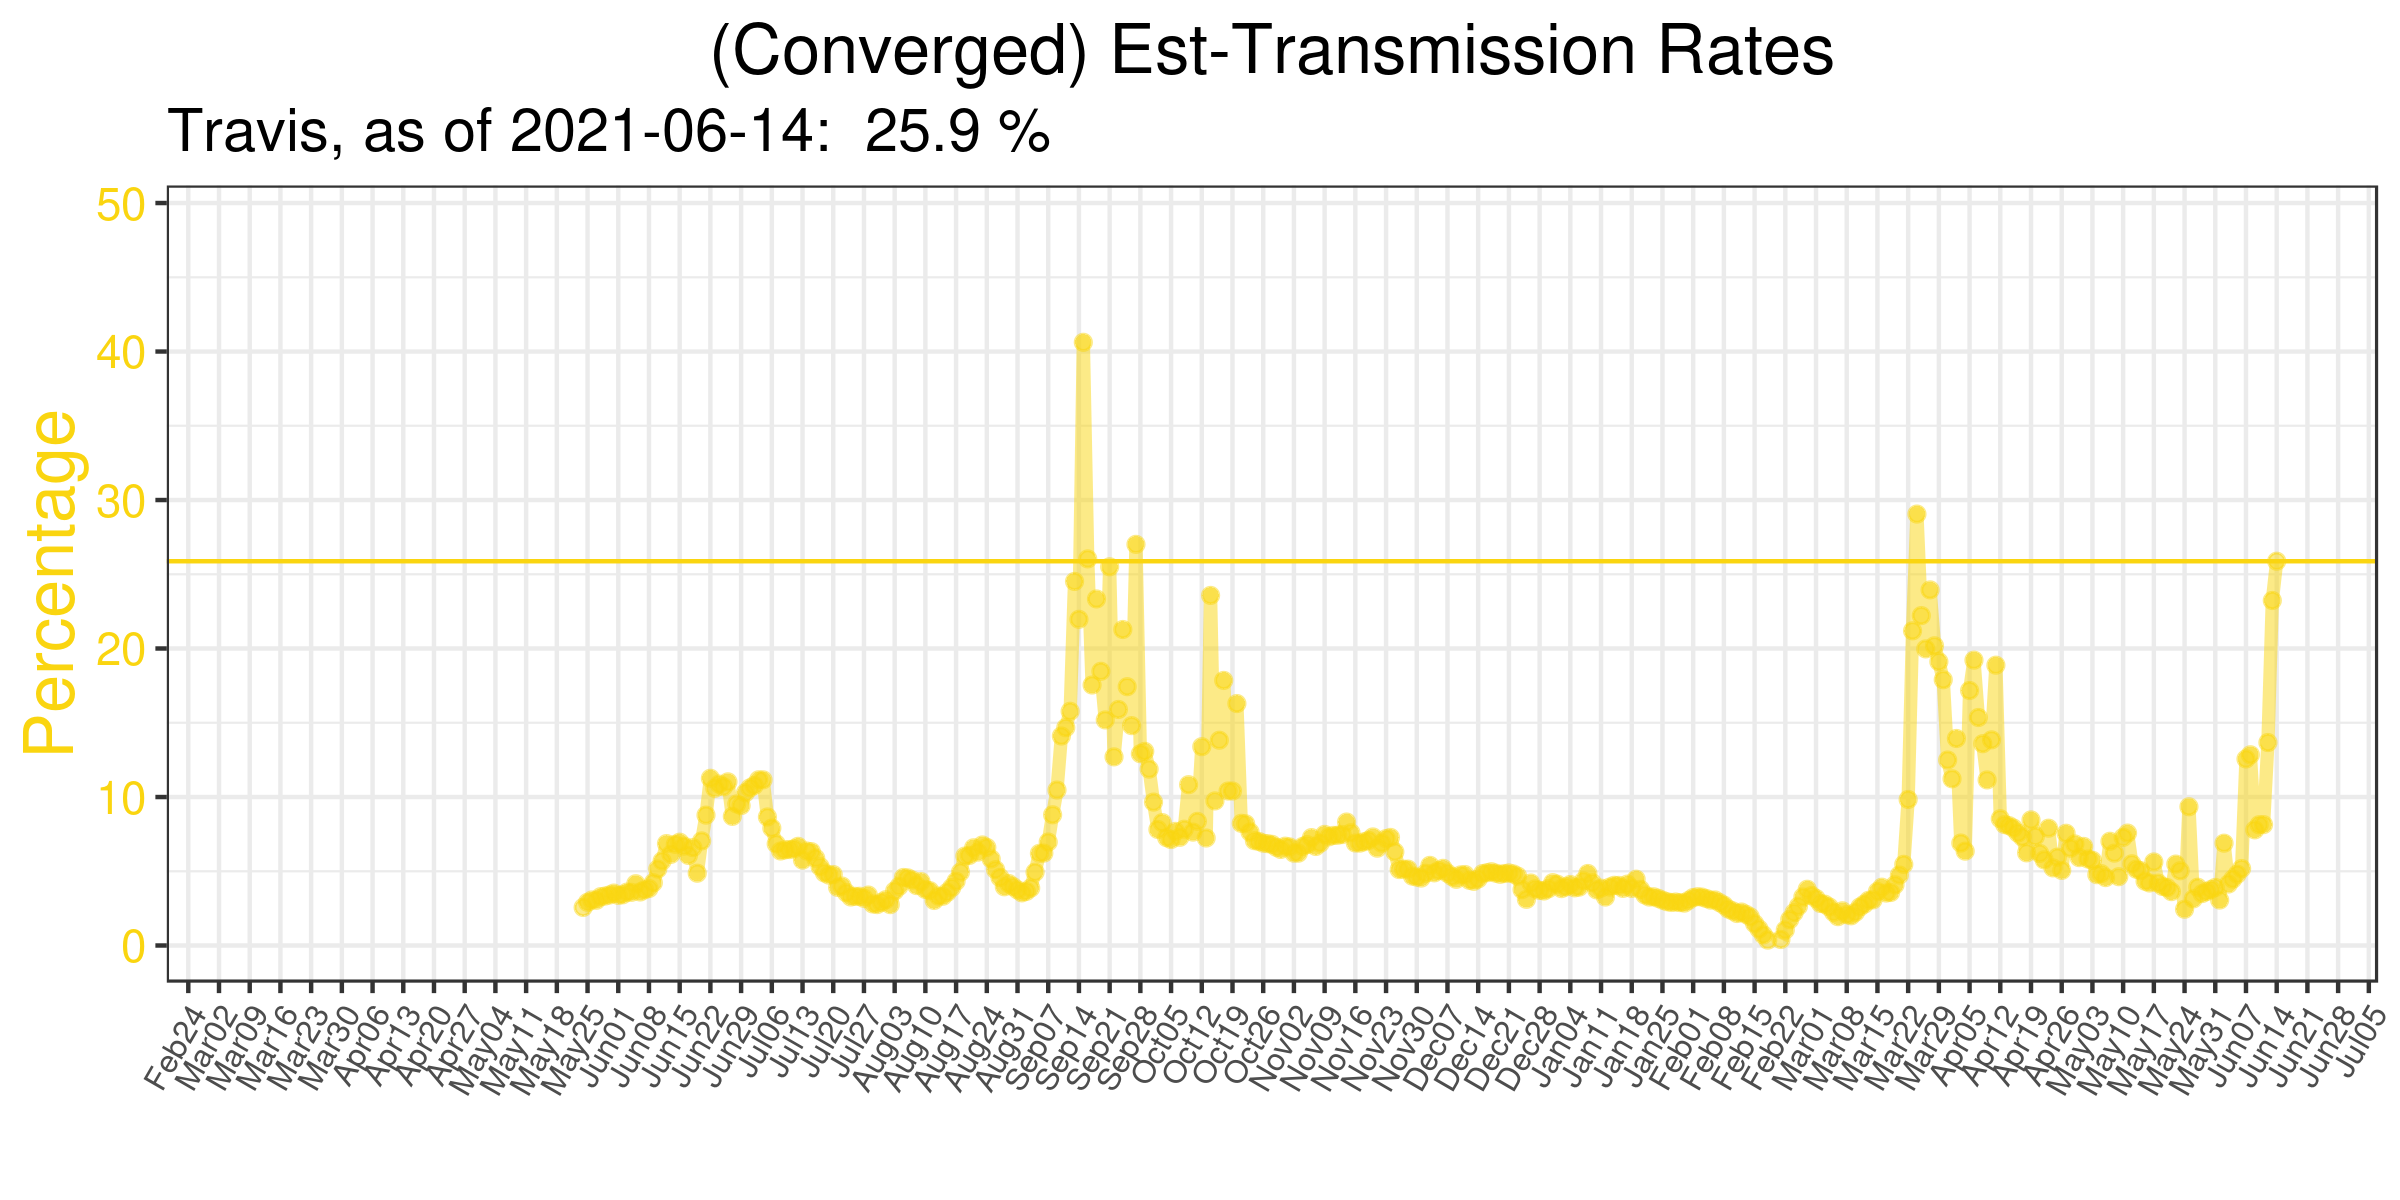 (Converged) Est-Transmission Rates
Travis, as of 2021-06-14:  25.9 %
Percentage
50
40
30
20
10
0
Feb24
Mar02
Mar09
Mar16
Mar23
Mar30
Apr06
Apr13
Apr20
Apr27
May04
May11
May18
May25
Jun01
Jun08
Jun15
Jun22
Jun29
Jul06
Jul13
Jul20
Jul27
Aug03
Aug10
Aug17
Aug24
Aug31
Sep07
Sep14
Sep21
Sep28
Oct05
Oct12
Oct19
Oct26
Nov02
Nov09
Nov16
Nov23
Nov30
Dec07
Dec14
Dec21
Dec28
Jan04
Jan11
Jan18
Jan25
Feb01
Feb08
Feb15
Feb22
Mar01
Mar08
Mar15
Mar22
Mar29
Apr05
Apr12
Apr19
Apr26
May03
May10
May17
May24
May31
Jun07
Jun14
Jun21
Jun28
Jul05